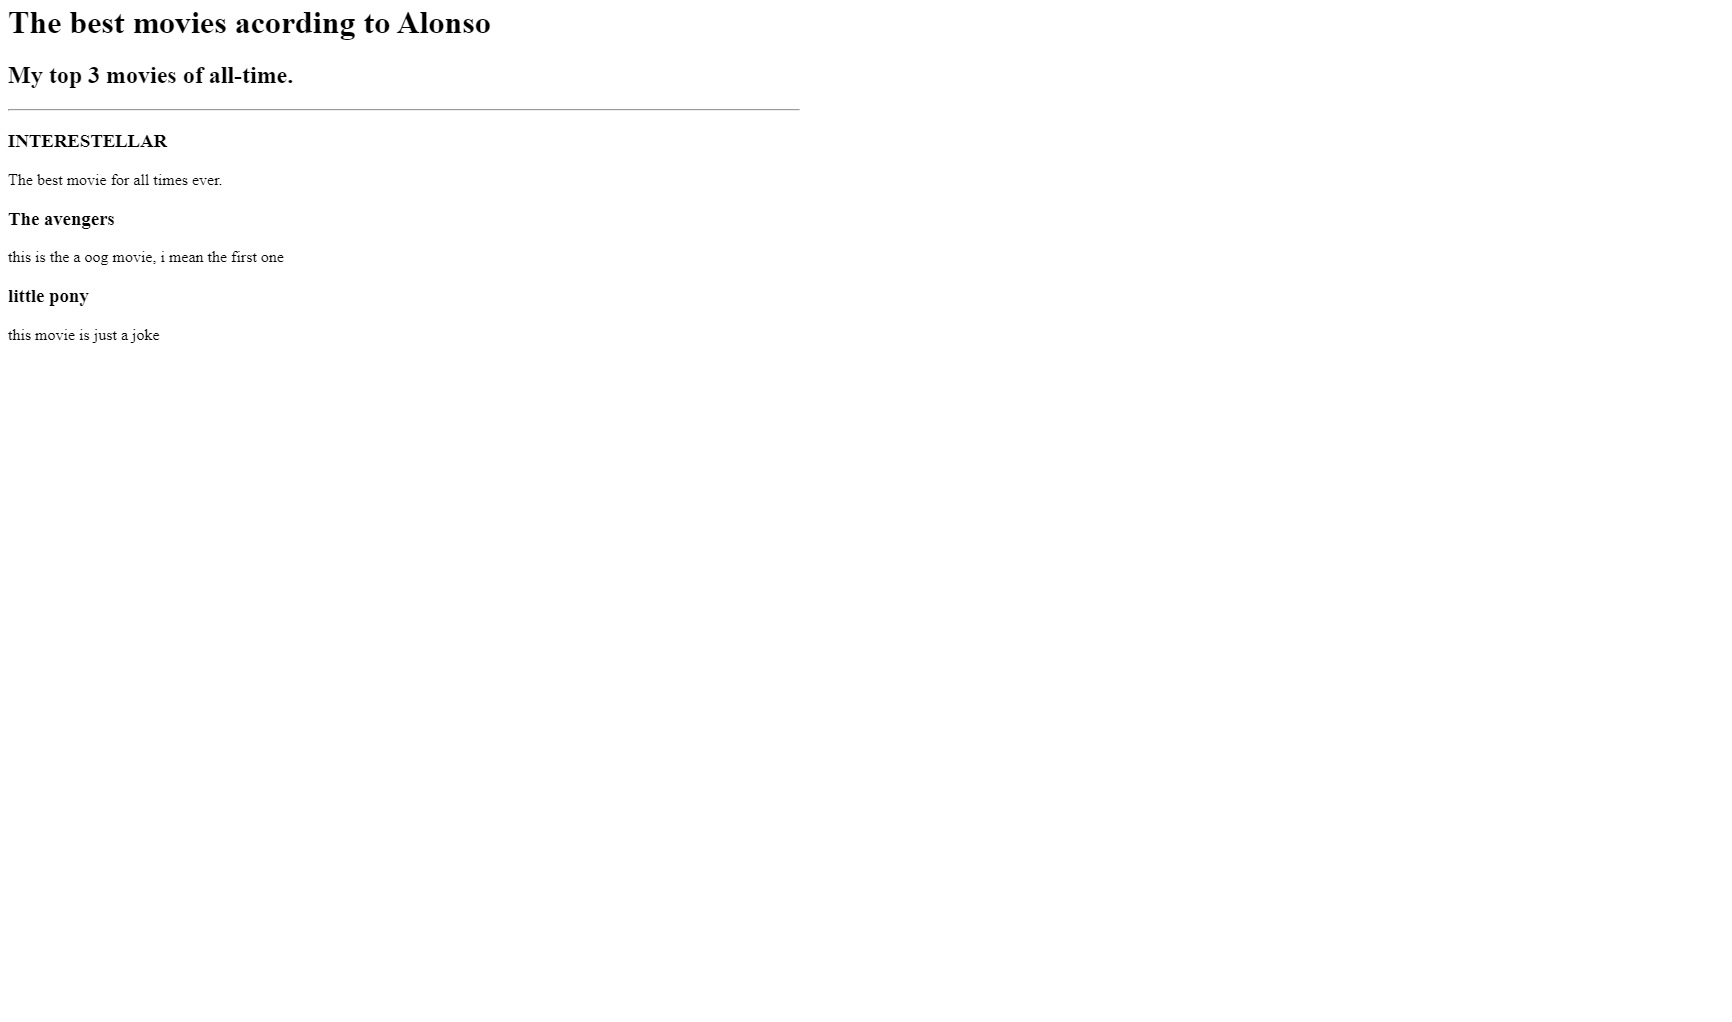 The best movies acording to Alonso
My top 3 movies of all-time.
INTERESTELLAR
The best movie for all times ever.
The avengers
this is the a oog movie, i mean the first one
little pony
this movie is just a joke